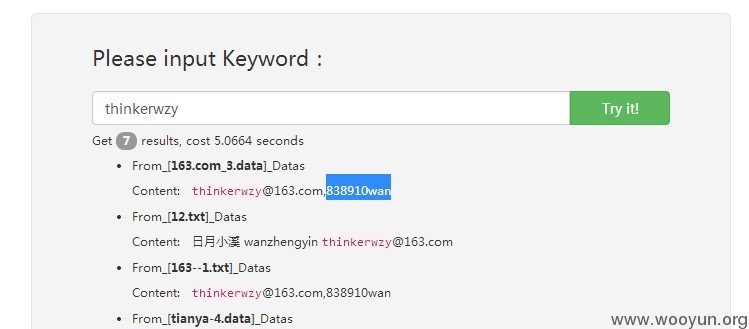 Please input Keyword：
thinkerwzy Try it!
Get 7 results, cost 5.0664 seconds
From_[163.com_3.data]_Datas
Content: thinkerwzy@163.com,838910wan
From_[12.txt]_Datas
Content: 日月小溪 wanzhengyin thinkerwzy@163.com
From_[163--1.txt]_Datas
Content: thinkerwzy@163.com,838910wan
From_[tianya-4.data]_Datas
www.wooyun.org